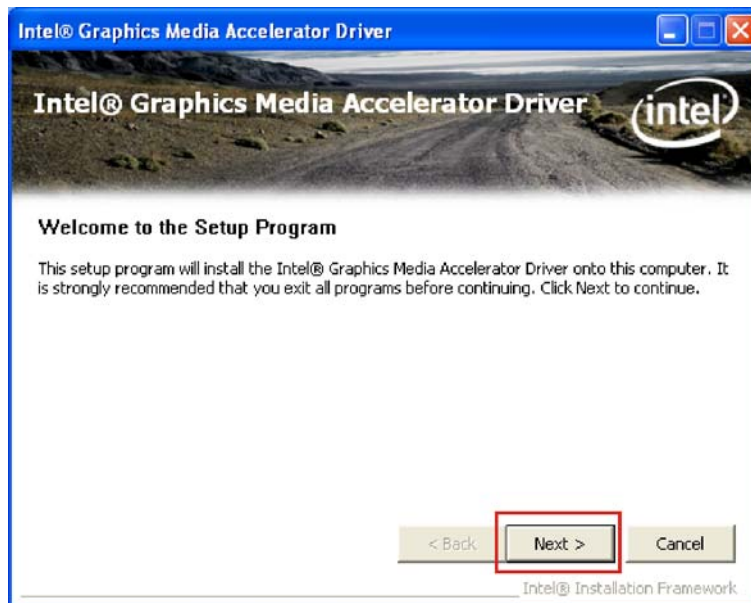 Intel® Graphics Media Accelerator Driver
Intel® Graphics Media Accelerator Driver
intel
Welcome to the Setup Program
This setup program will install the Intel® Graphics Media Accelerator Driver onto this computer. It
is strongly recommended that you exit all programs before continuing. Click Next to continue.
< Back
Next >
Cancel
Intel® Installation Framework